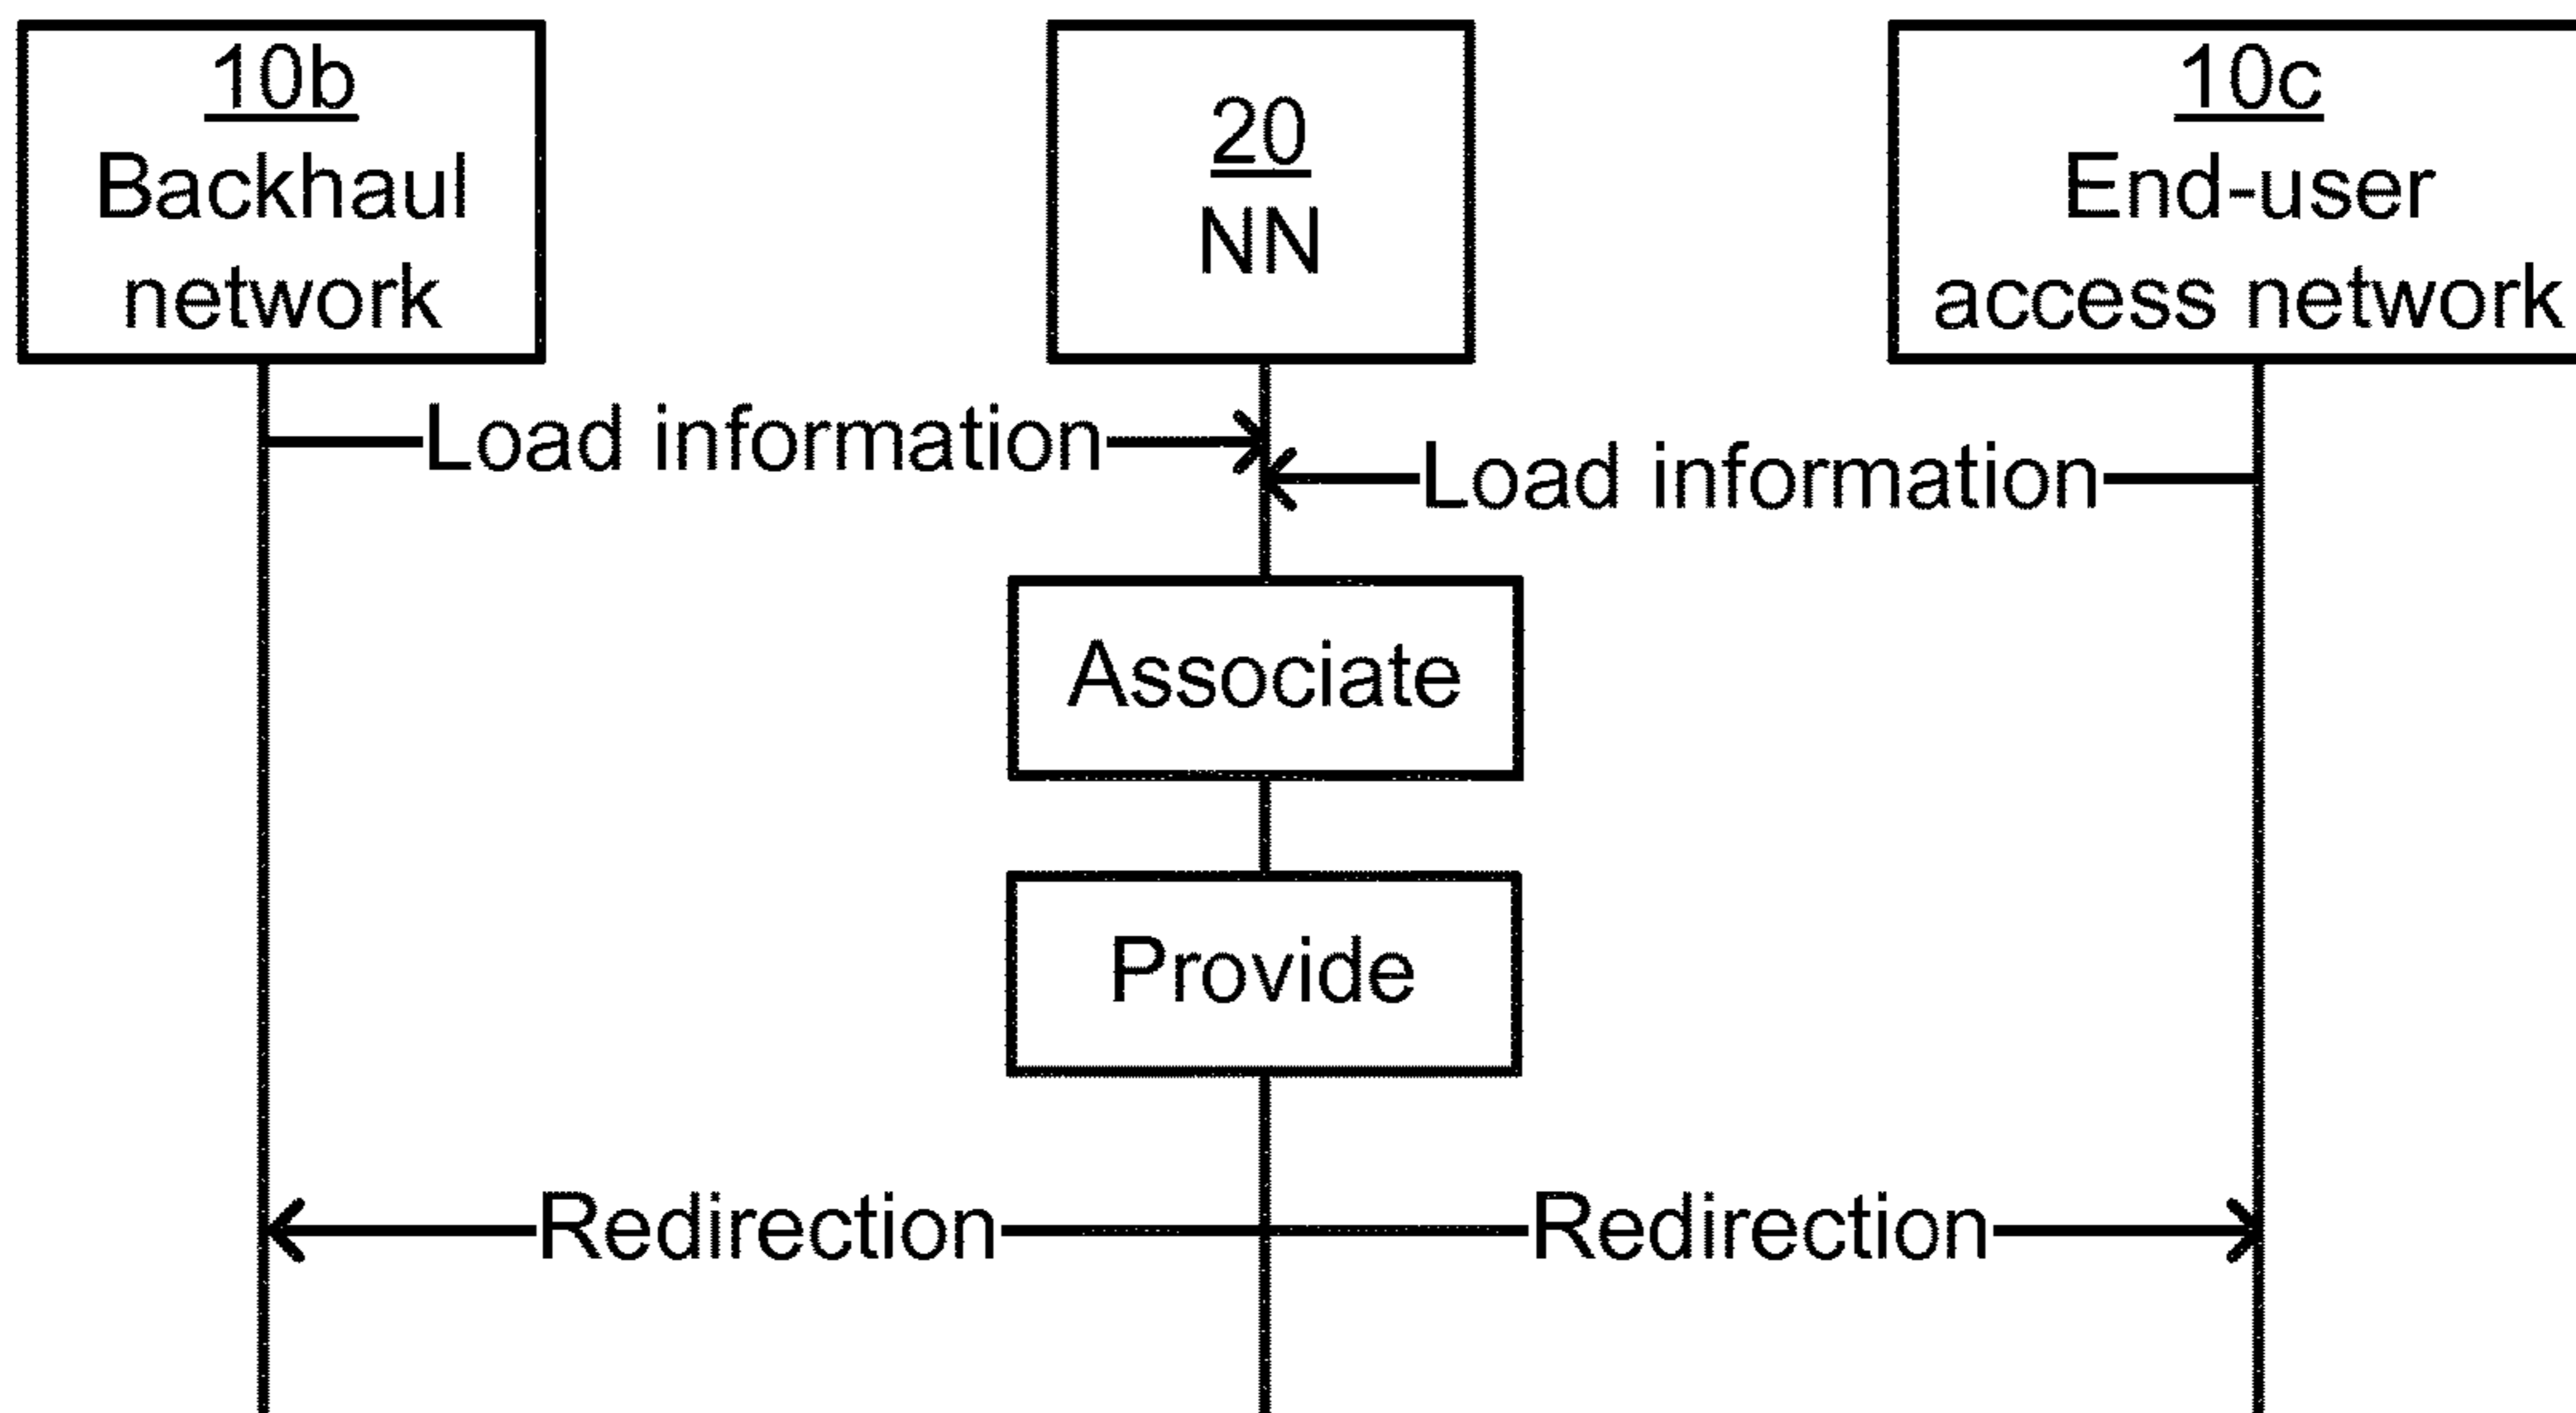 10b
Backhaul
network
20
NN
10c
End-user
access network
Load information
Load information
Associate
Provide
Redirection
Redirection